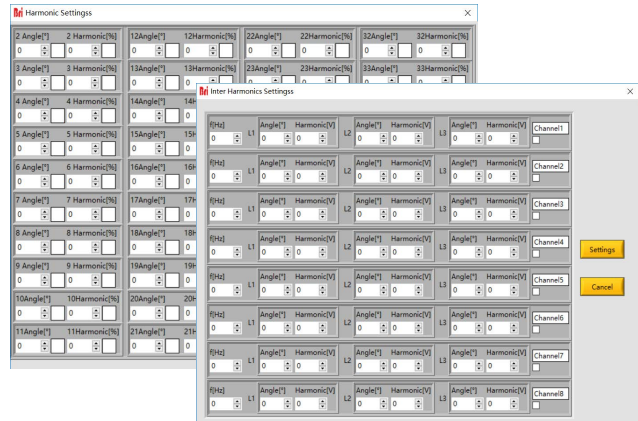 Harmonic Settingss
2 Angle[°] 2 Harmonic[%] 12Angle[°] 12Harmonic[%] 22Angle[°] 22Harmonic[%] 32Angle[°] 32Harmonic[%]
0 0 0 0 0 0 0 0
3 Angle[°] 3 Harmonic[%] 13Angle[°] 13Harmonic[%] 23Angle[°] 23Harmonic[%] 33Angle[°] 33Harmonic[%]
0 0 0 0 0 0 0 0
4 Angle[°] 4 Harmonic[%] 14Angle[°]
0 0 0 0
5 Angle[°] 5 Harmonic[%] 15Angle[°]
0 0 0 0
6 Angle[°] 6 Harmonic[%] 16Angle[°]
0 0 0 0
7 Angle[°] 7 Harmonic[%] 17Angle[°]
0 0 0 0
8 Angle[°] 8 Harmonic[%] 18Angle[°]
0 0 0 0
9 Angle[°] 9 Harmonic[%] 19Angle[°]
0 0 0 0
10Angle[°] 10Harmonic[%] 20Angle[°]
0 0 0 0
11Angle[°] 11Harmonic[%] 21Angle[°]
0 0 0 0
Inter Harmonics Settingss
f[Hz] Angle[°] Harmonic[V] Angle[°] Harmonic[V] Angle[°] Harmonic[V] Channel1
0 L1 0 0 L2 0 0 L3 0 0
f[Hz] Angle[°] Harmonic[V] Angle[°] Harmonic[V] Angle[°] Harmonic[V] Channel2
0 L1 0 0 L2 0 0 L3 0 0
f[Hz] Angle[°] Harmonic[V] Angle[°] Harmonic[V] Angle[°] Harmonic[V] Channel3
0 L1 0 0 L2 0 0 L3 0 0
f[Hz] Angle[°] Harmonic[V] Angle[°] Harmonic[V] Angle[°] Harmonic[V] Channel4
0 L1 0 0 L2 0 0 L3 0 0
Settings
f[Hz] Angle[°] Harmonic[V] Angle[°] Harmonic[V] Angle[°] Harmonic[V] Channel5
0 L1 0 0 L2 0 0 L3 0 0
Cancel
f[Hz] Angle[°] Harmonic[V] Angle[°] Harmonic[V] Angle[°] Harmonic[V] Channel6
0 L1 0 0 L2 0 0 L3 0 0
f[Hz] Angle[°] Harmonic[V] Angle[°] Harmonic[V] Angle[°] Harmonic[V] Channel7
0 L1 0 0 L2 0 0 L3 0 0
f[Hz] Angle[°] Harmonic[V] Angle[°] Harmonic[V] Angle[°] Harmonic[V] Channel8
0 L1 0 0 L2 0 0 L3 0 0